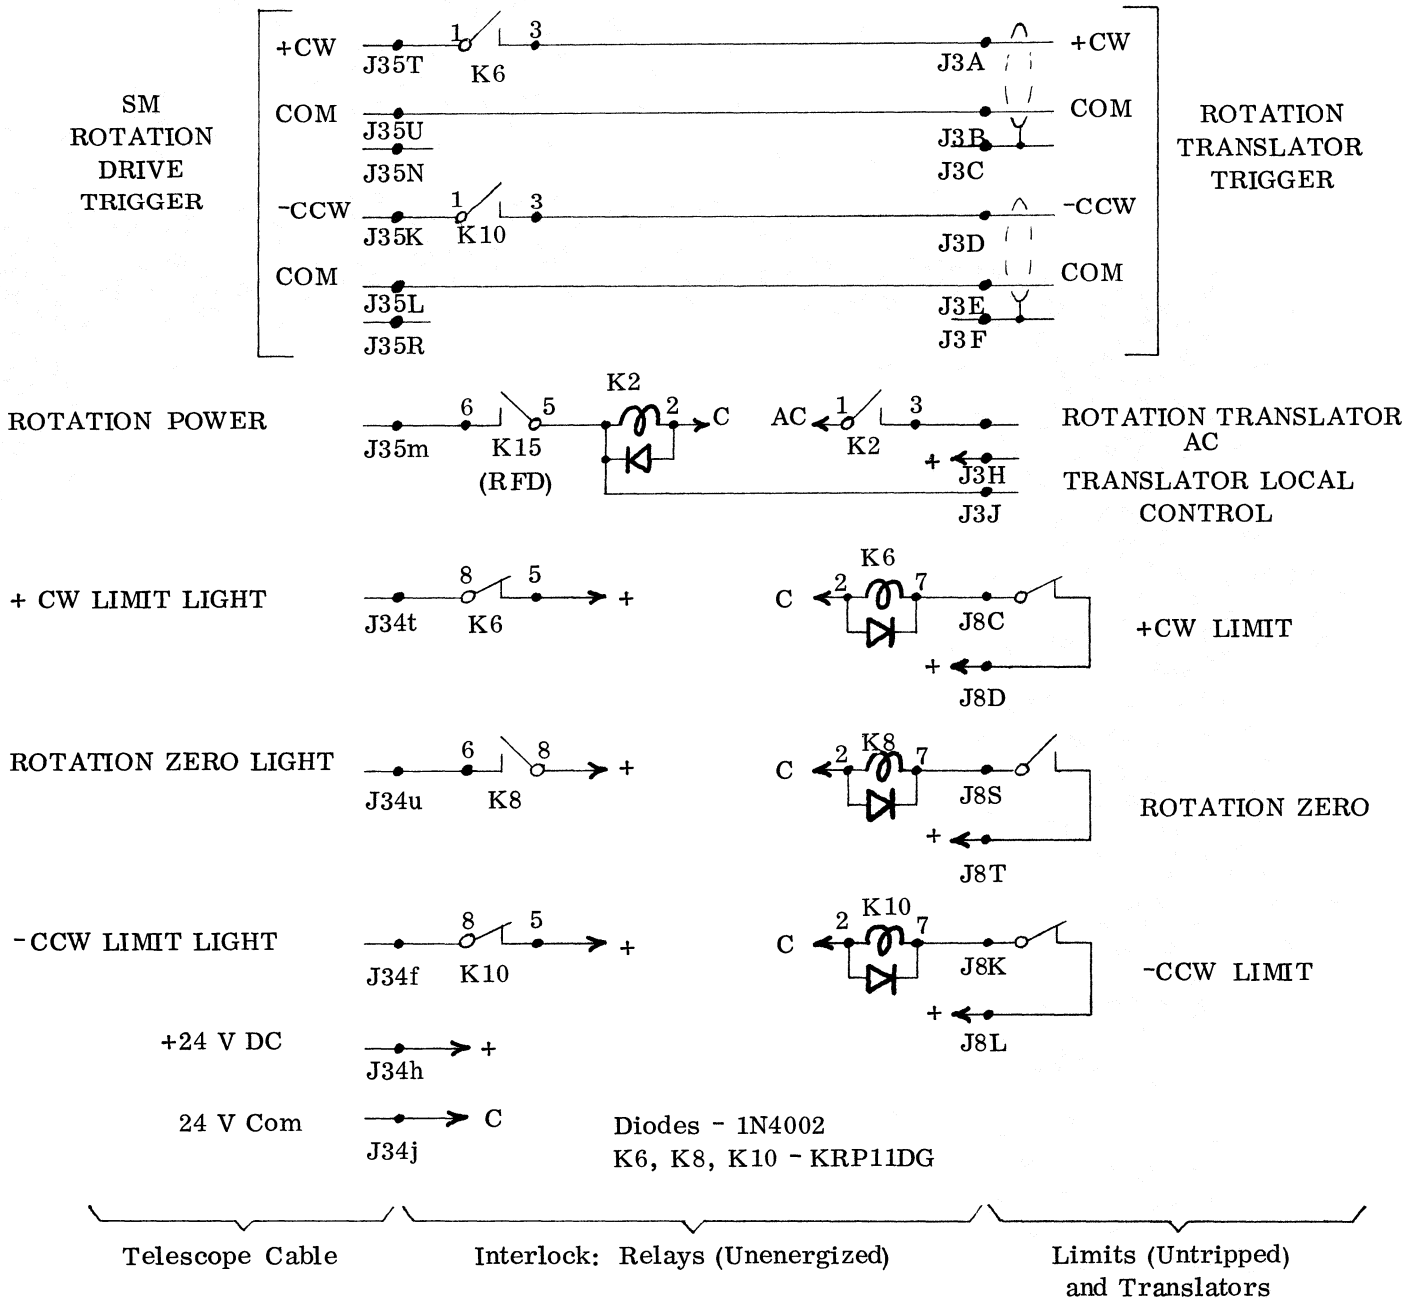 +CW 1 3 +CW
J35T K6 J3A
SM
ROTATION
DRIVE
TRIGGER
COM COM
J35U J3B
J35N J3C
ROTATION
TRANSLATOR
TRIGGER
-CCW 1 3 -CCW
J35K K10 J3D
COM COM
J35L J3E
J35R J3F
K2
ROTATION POWER 6 5 2 C AC 1 3 ROTATION TRANSLATOR
AC
J35m K15 K2
(RFD) + J3H
TRANSLATOR LOCAL
CONTROL
J3J
K6
+ CW LIMIT LIGHT 8 5 + C 2 7
J34t K6 J8C
+CW LIMIT
+
J8D
K8
ROTATION ZERO LIGHT 6 8 + C 2 7
J34u K8 J8S
ROTATION ZERO
+
J8T
K10
-CCW LIMIT LIGHT 8 5 + C 2 7
J34f K10 J8K
-CCW LIMIT
+
J8L
+24 V DC +
J34h
24 V Com C
J34j
Diodes - 1N4002
K6, K8, K10 - KRP11DG
Telescope Cable
Interlock: Relays (Unenergized)
Limits (Untripped)
and Translators